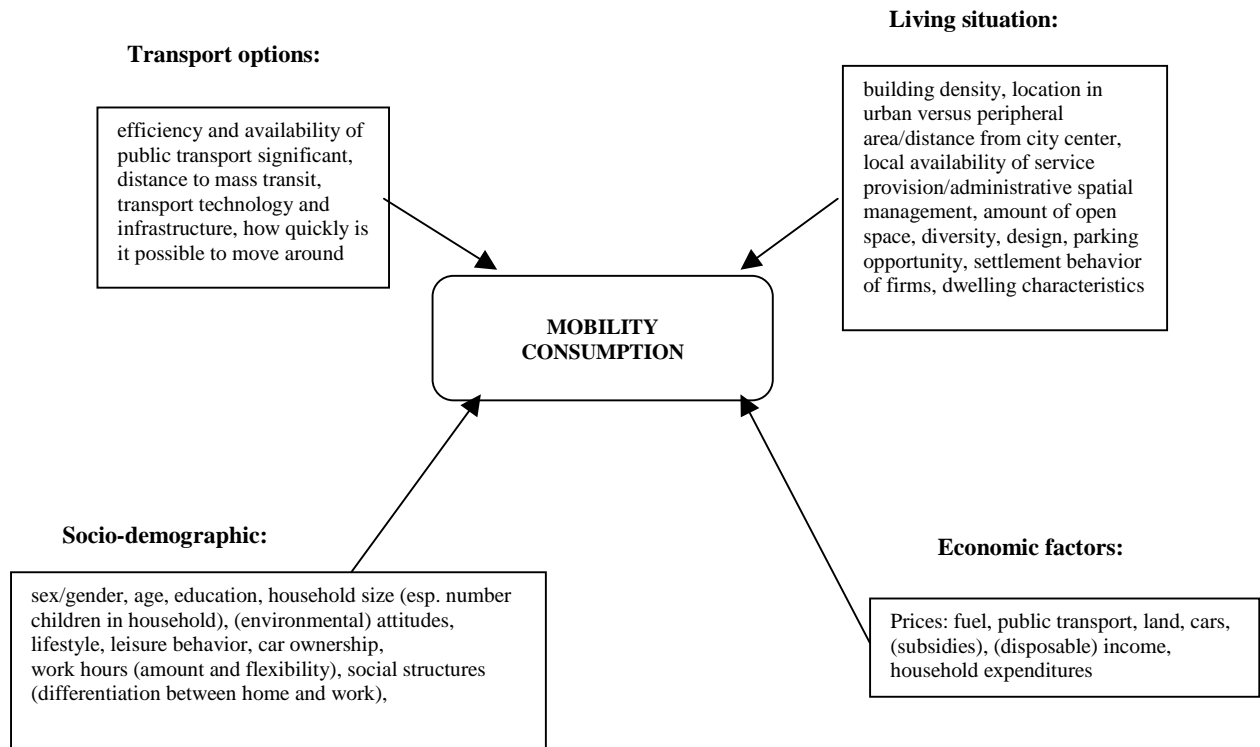 Transport options:
efficiency and availability of
public transport significant,
distance to mass transit,
transport technology and
infrastructure, how quickly is
it possible to move around
Living situation:
building density, location in
urban versus peripheral
area/distance from city center,
local availability of service
provision/administrative spatial
management, amount of open
space, diversity, design, parking
opportunity, settlement behavior
of firms, dwelling characteristics
MOBILITY
CONSUMPTION
Socio-demographic:
sex/gender, age, education, household size (esp. number
children in household), (environmental) attitudes,
lifestyle, leisure behavior, car ownership,
work hours (amount and flexibility), social structures
(differentiation between home and work),
Economic factors:
Prices: fuel, public transport, land, cars,
(subsidies), (disposable) income,
household expenditures